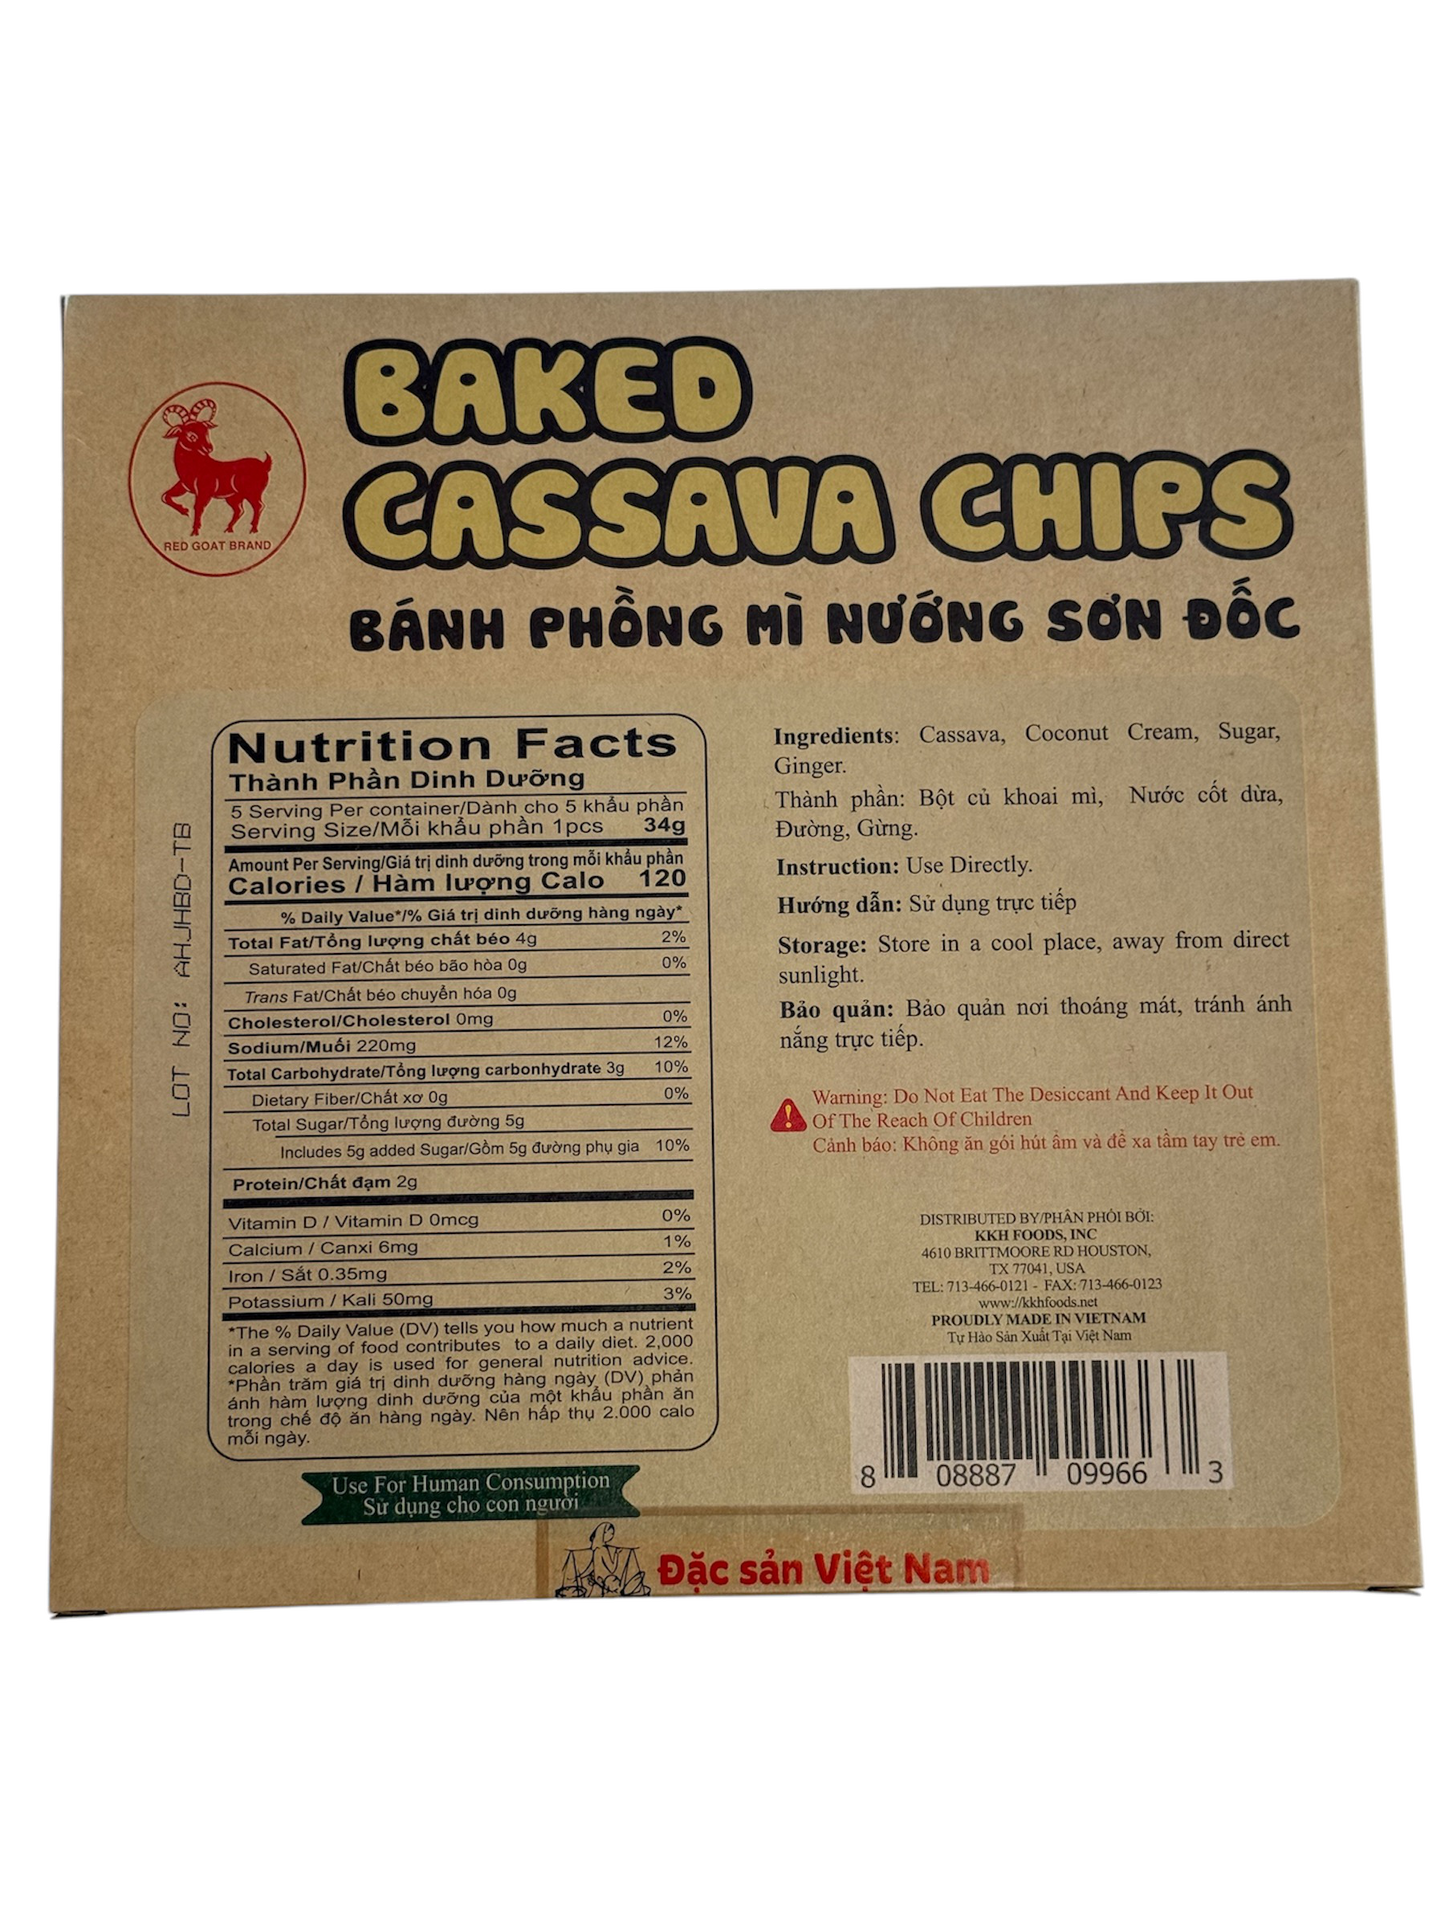 BAKED
CASSAVA CHIPS
BÁNH PHỒNG MÌ NƯỚNG SƠN ĐỐC
RED GOAT BRAND
LOT NO: AHJHBD-TB
Nutrition Facts
Thành Phần Dinh Dưỡng
5 Serving Per container/Dành cho 5 khẩu phần
Serving Size/Mỗi khẩu phần 1pcs 34g
Amount Per Serving/Giá trị dinh dưỡng trong mỗi khẩu phần
Calories / Hàm lượng Calo 120
% Daily Value*/% Giá trị dinh dưỡng hàng ngày*
Total Fat/Tổng lượng chất béo 4g 2%
Saturated Fat/Chất béo bão hòa 0g 0%
Trans Fat/Chất béo chuyển hóa 0g
Cholesterol/Cholesterol 0mg 0%
Sodium/Muối 220mg 12%
Total Carbohydrate/Tổng lượng carbonhydrate 3g 10%
Dietary Fiber/Chất xơ 0g 0%
Total Sugar/Tổng lượng đường 5g
Includes 5g added Sugar/Gồm 5g đường phụ gia 10%
Protein/Chất đạm 2g
Vitamin D / Vitamin D 0mcg 0%
Calcium / Canxi 6mg 1%
Iron / Sắt 0.35mg 2%
Potassium / Kali 50mg 3%
*The % Daily Value (DV) tells you how much a nutrient
in a serving of food contributes to a daily diet. 2,000
calories a day is used for general nutrition advice.
*Phần trăm giá trị dinh dưỡng hàng ngày (DV) phản
ánh hàm lượng dinh dưỡng của một khẩu phần ăn
trong chế độ ăn hàng ngày. Nên hấp thụ 2.000 calo
mỗi ngày.
Use For Human Consumption
Sử dụng cho con người
Ingredients: Cassava, Coconut Cream, Sugar,
Ginger.
Thành phần: Bột củ khoai mì, Nước cốt dừa,
Đường, Gừng.
Instruction: Use Directly.
Hướng dẫn: Sử dụng trực tiếp
Storage: Store in a cool place, away from direct
sunlight.
Bảo quản: Bảo quản nơi thoáng mát, tránh ánh
nắng trực tiếp.
Warning: Do Not Eat The Desiccant And Keep It Out
Of The Reach Of Children
Cảnh báo: Không ăn gói hút ẩm và để xa tầm tay trẻ em.
DISTRIBUTED BY/PHÂN PHỐI BỞI:
KKH FOODS, INC
4610 BRITTMOORE RD HOUSTON,
TX 77041, USA
TEL: 713-466-0121 - FAX: 713-466-0123
www://kkhfoods.net
PROUDLY MADE IN VIETNAM
Tự Hào Sản Xuất Tại Việt Nam
8 08887 09966 3
Đặc sản Việt Nam